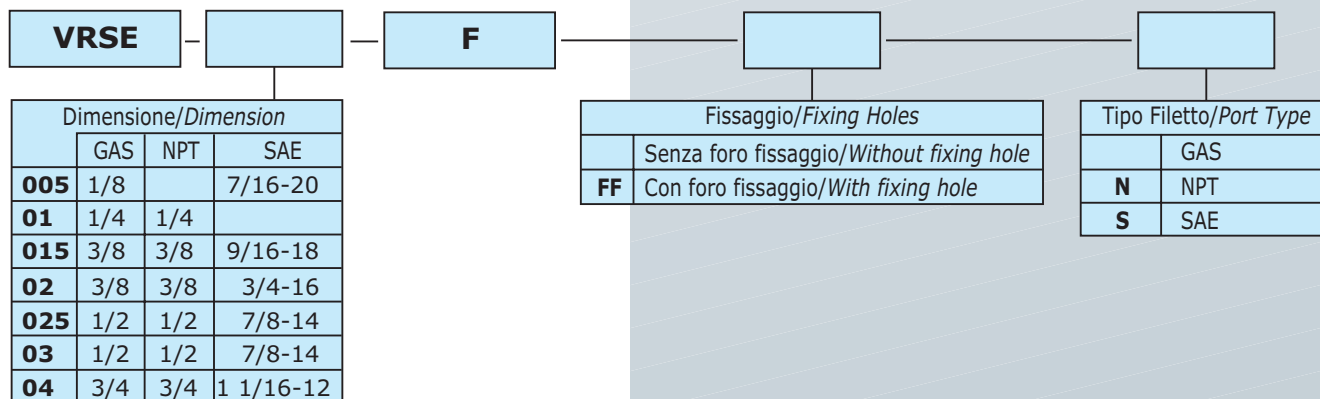 VRSE – — F
Dimensione/Dimension
GAS NPT SAE
005 1/8 7/16-20
01 1/4 1/4
015 3/8 3/8 9/16-18
02 3/8 3/8 3/4-16
025 1/2 1/2 7/8-14
03 1/2 1/2 7/8-14
04 3/4 3/4 1 1/16-12
Fissaggio/Fixing Holes
Senza foro fissaggio/Without fixing hole
FF Con foro fissaggio/With fixing hole
Tipo Filetto/Port Type
GAS
N NPT
S SAE